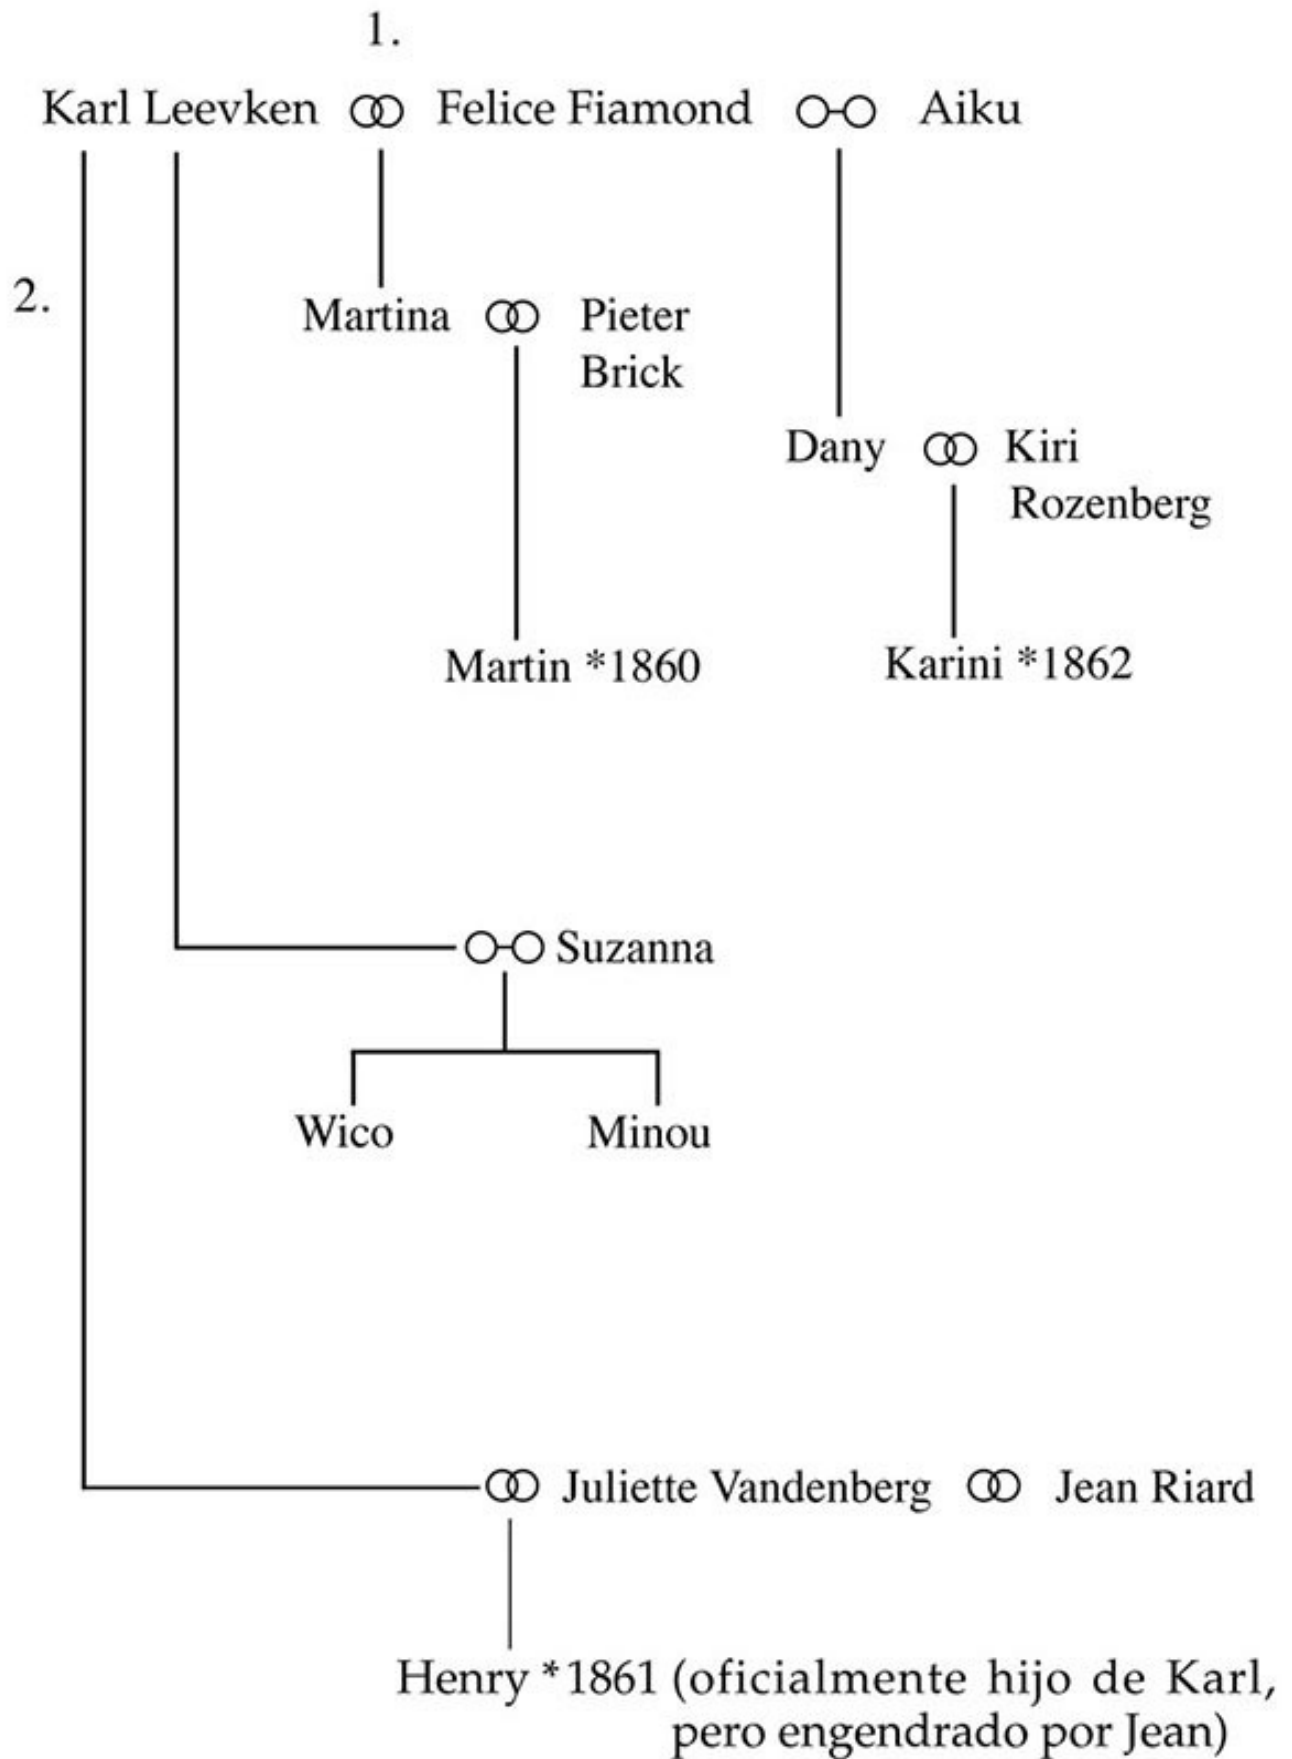 1.
Karl Leevken Felice Fiamond Aiku
2.
Martina Pieter
Brick
Dany Kiri
Rozenberg
Martin *1860 Karini *1862
Suzanna
Wico Minou
Juliette Vandenberg Jean Riard
Henry *1861 (oficialmente hijo de Karl,
pero engendrado por Jean)